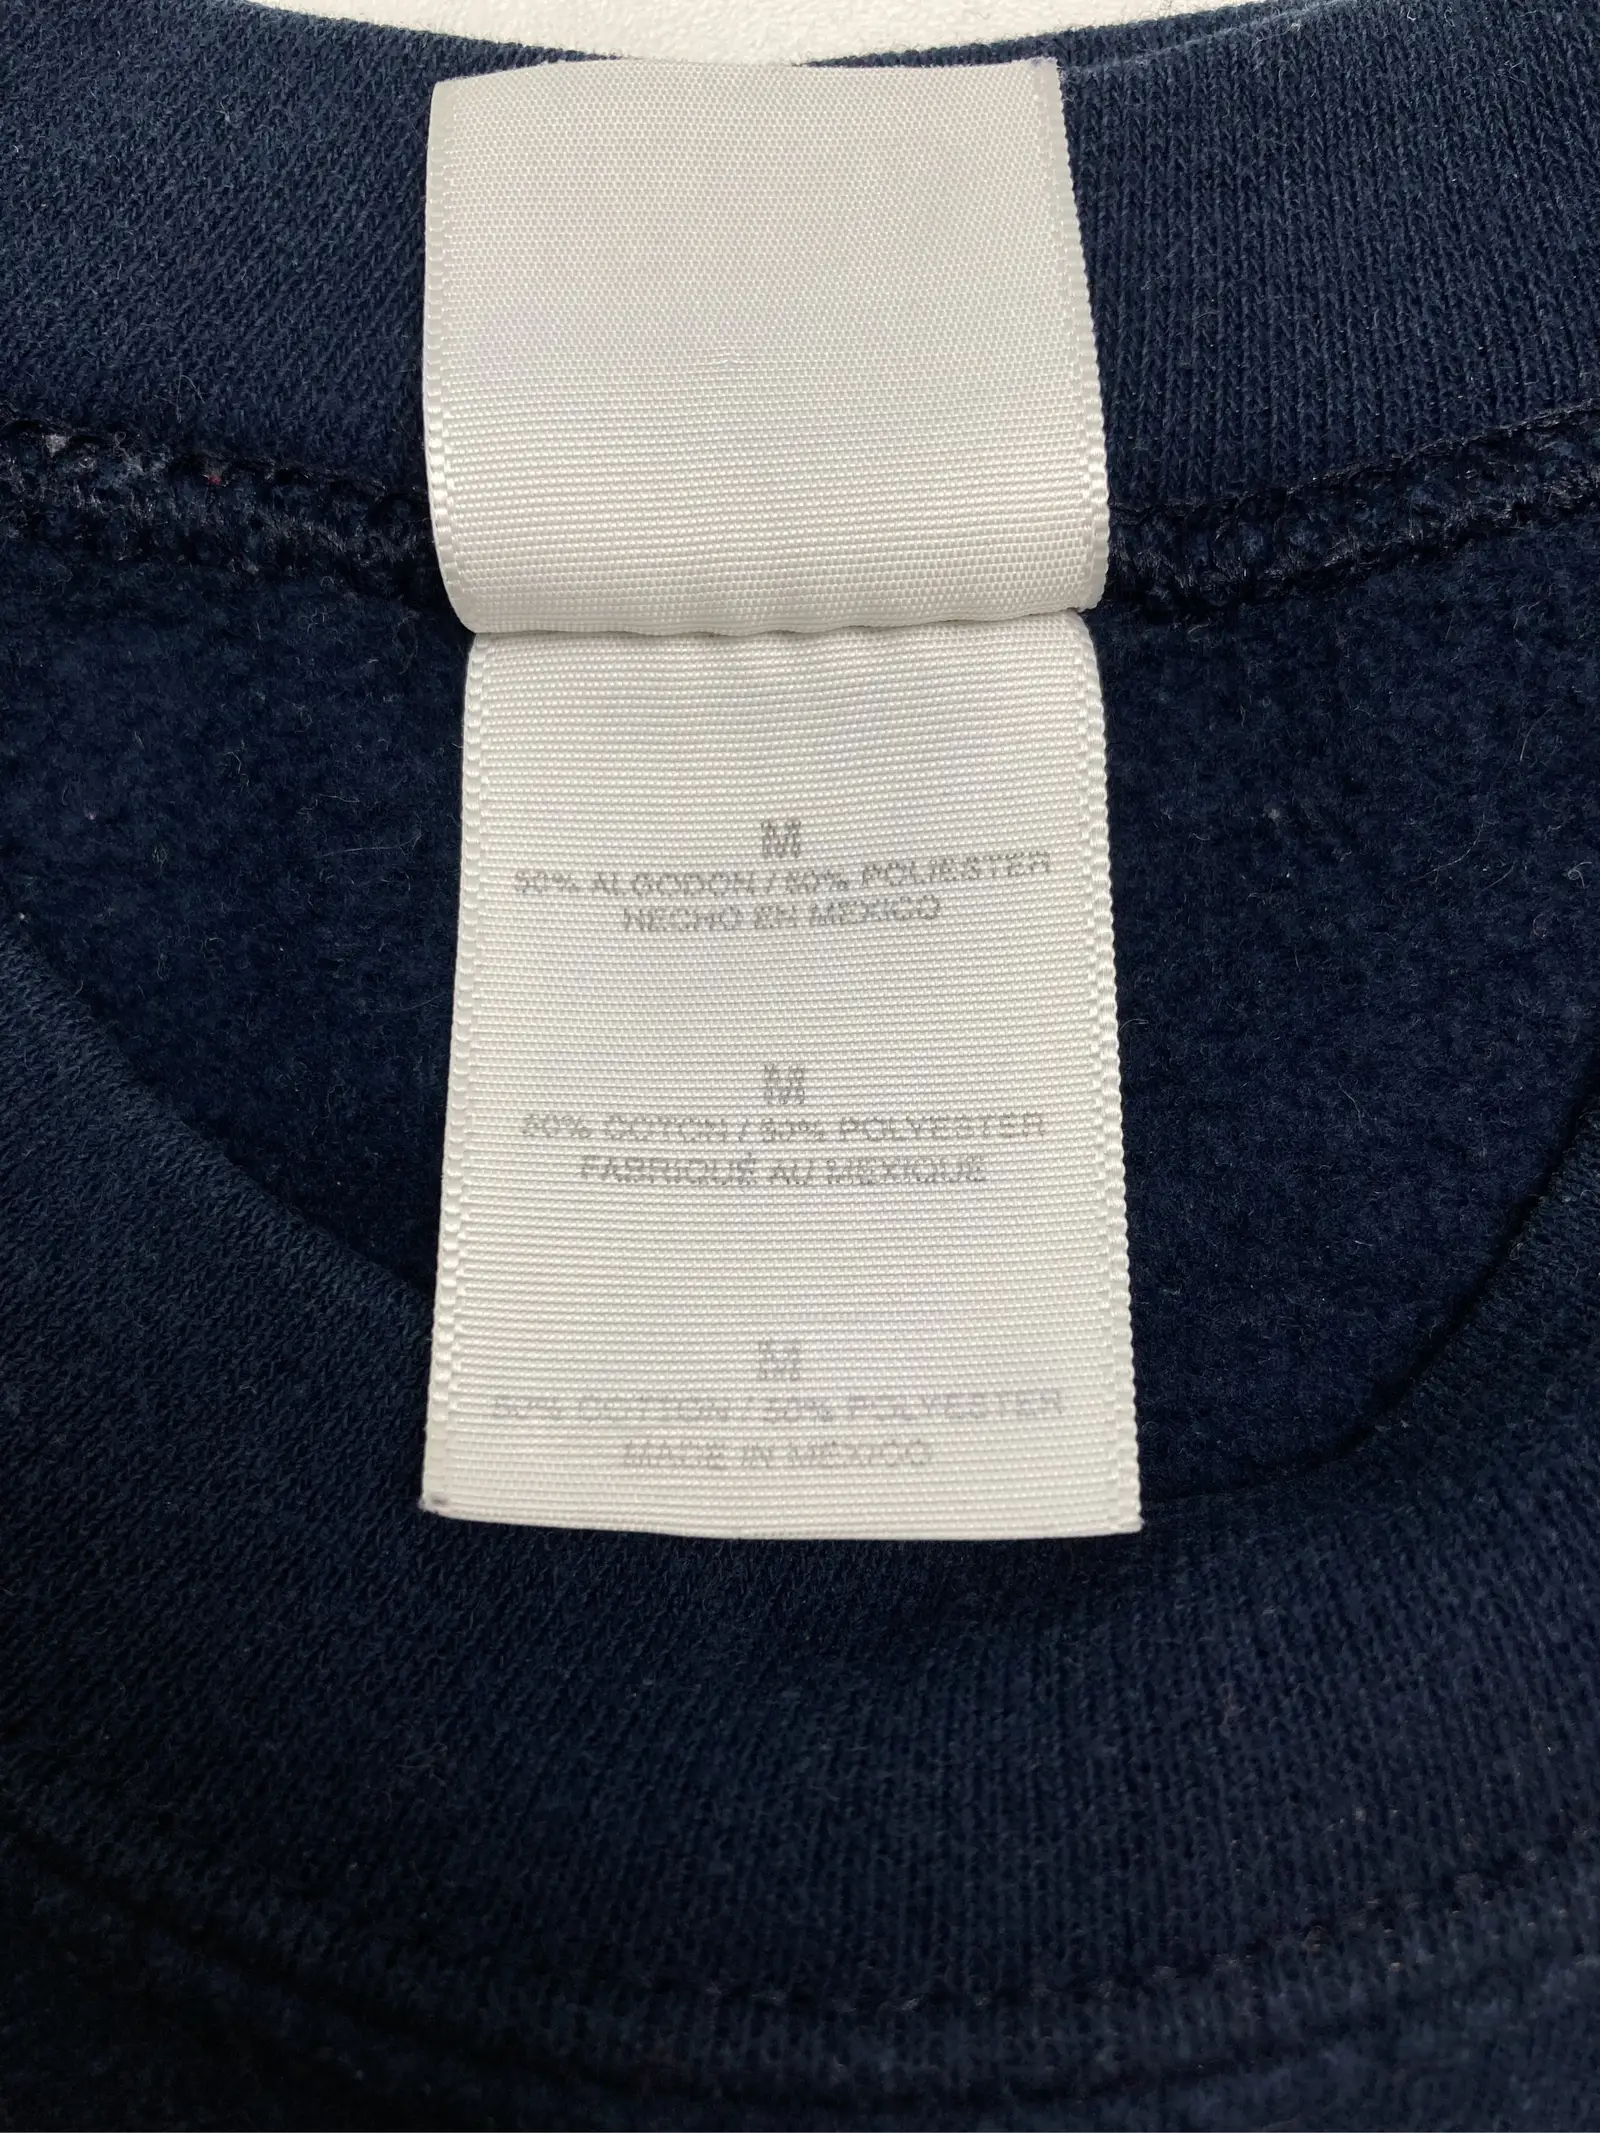 M
50% ALGODON / 50% POLIESTER
HECHO EN MEXICO
M
50% COTON / 50% POLYESTER
FABRIQUÉ AU MEXIQUE
M
50% COTTON / 50% POLYESTER
MADE IN MEXICO